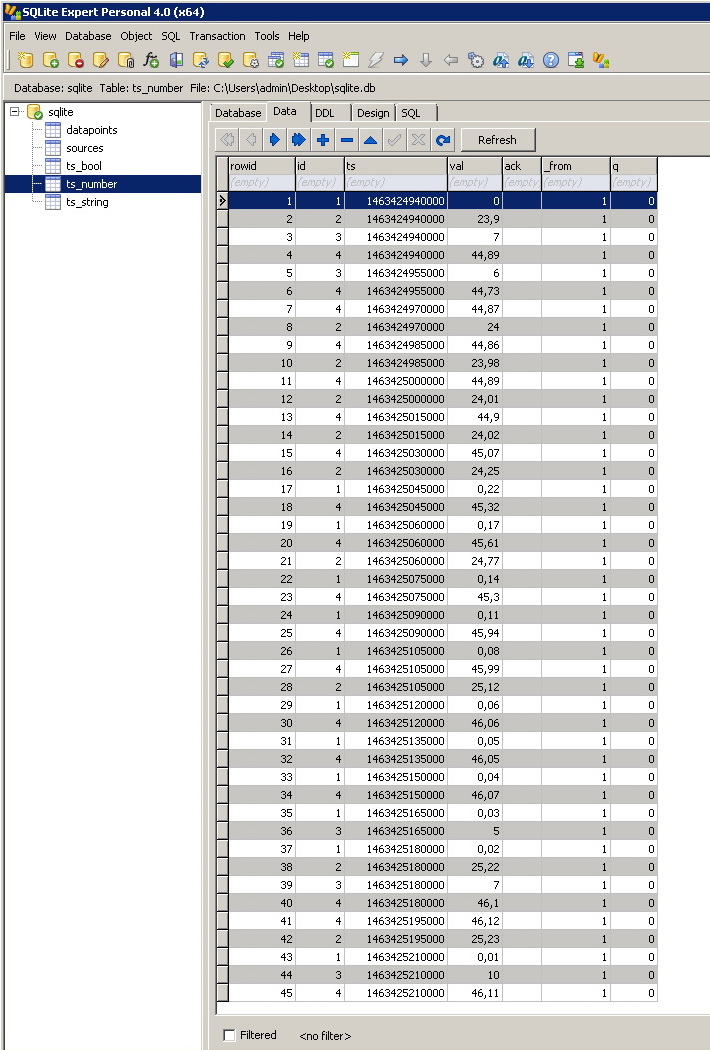 SQLite Expert Personal 4.0 (x64)
File View Database Object SQL Transaction Tools Help
Database: sqlite Table: ts_number File: C:\Users\admin\Desktop\sqlite.db
sqlite
datapoints
sources
ts_bool
ts_number
ts_string
Database Data DDL Design SQL
Refresh
rowid id ts val ack _from q
(empty) (empty) (empty) (empty) (empty) (empty) (empty)
1 1 1463424940000 0 1 0
2 2 1463424940000 23,9 1 0
3 3 1463424940000 7 1 0
4 4 1463424940000 44,89 1 0
5 3 1463424955000 6 1 0
6 4 1463424955000 44,73 1 0
7 4 1463424970000 44,87 1 0
8 2 1463424970000 24 1 0
9 4 1463424985000 44,86 1 0
10 2 1463424985000 23,98 1 0
11 4 1463425000000 44,89 1 0
12 2 1463425000000 24,01 1 0
13 4 1463425015000 44,9 1 0
14 2 1463425015000 24,02 1 0
15 4 1463425030000 45,07 1 0
16 2 1463425030000 24,25 1 0
17 1 1463425045000 0,22 1 0
18 4 1463425045000 45,32 1 0
19 1 1463425060000 0,17 1 0
20 4 1463425060000 45,61 1 0
21 2 1463425060000 24,77 1 0
22 1 1463425075000 0,14 1 0
23 4 1463425075000 45,3 1 0
24 1 1463425090000 0,11 1 0
25 4 1463425090000 45,94 1 0
26 1 1463425105000 0,08 1 0
27 4 1463425105000 45,99 1 0
28 2 1463425105000 25,12 1 0
29 1 1463425120000 0,06 1 0
30 4 1463425120000 46,06 1 0
31 1 1463425135000 0,05 1 0
32 4 1463425135000 46,05 1 0
33 1 1463425150000 0,04 1 0
34 4 1463425150000 46,07 1 0
35 1 1463425165000 0,03 1 0
36 3 1463425165000 5 1 0
37 1 1463425180000 0,02 1 0
38 2 1463425180000 25,22 1 0
39 3 1463425180000 7 1 0
40 4 1463425180000 46,1 1 0
41 4 1463425195000 46,12 1 0
42 2 1463425195000 25,23 1 0
43 1 1463425210000 0,01 1 0
44 3 1463425210000 10 1 0
45 4 1463425210000 46,11 1 0
Filtered <no filter>